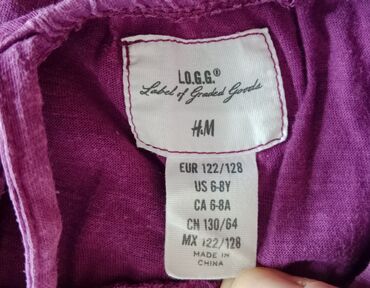 L.O.G.G.®
Label of Graded Goods
H&M
EUR 122/128
US 6-8Y
CA 6-8A
CN 130/64
MX 122/128
MADE IN
CHINA